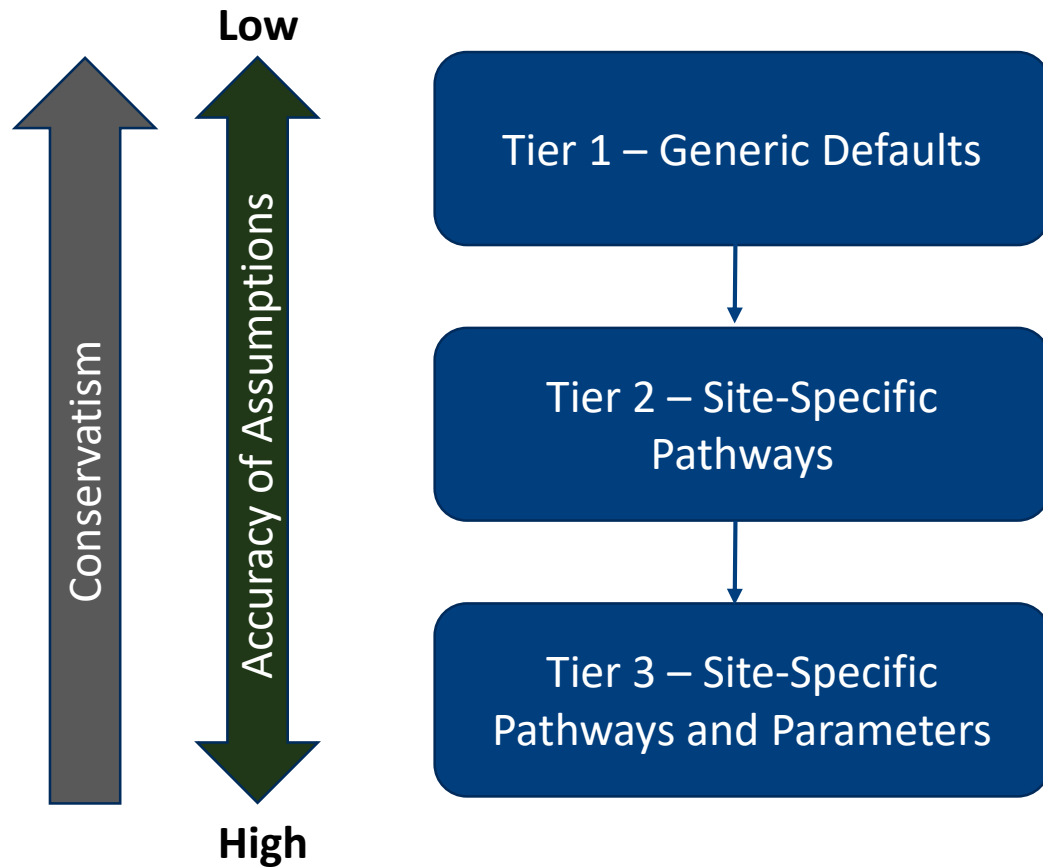 Low
Conservatism
Accuracy of Assumptions
High
Tier 1 – Generic Defaults
Tier 2 – Site-Specific
Pathways
Tier 3 – Site-Specific
Pathways and Parameters